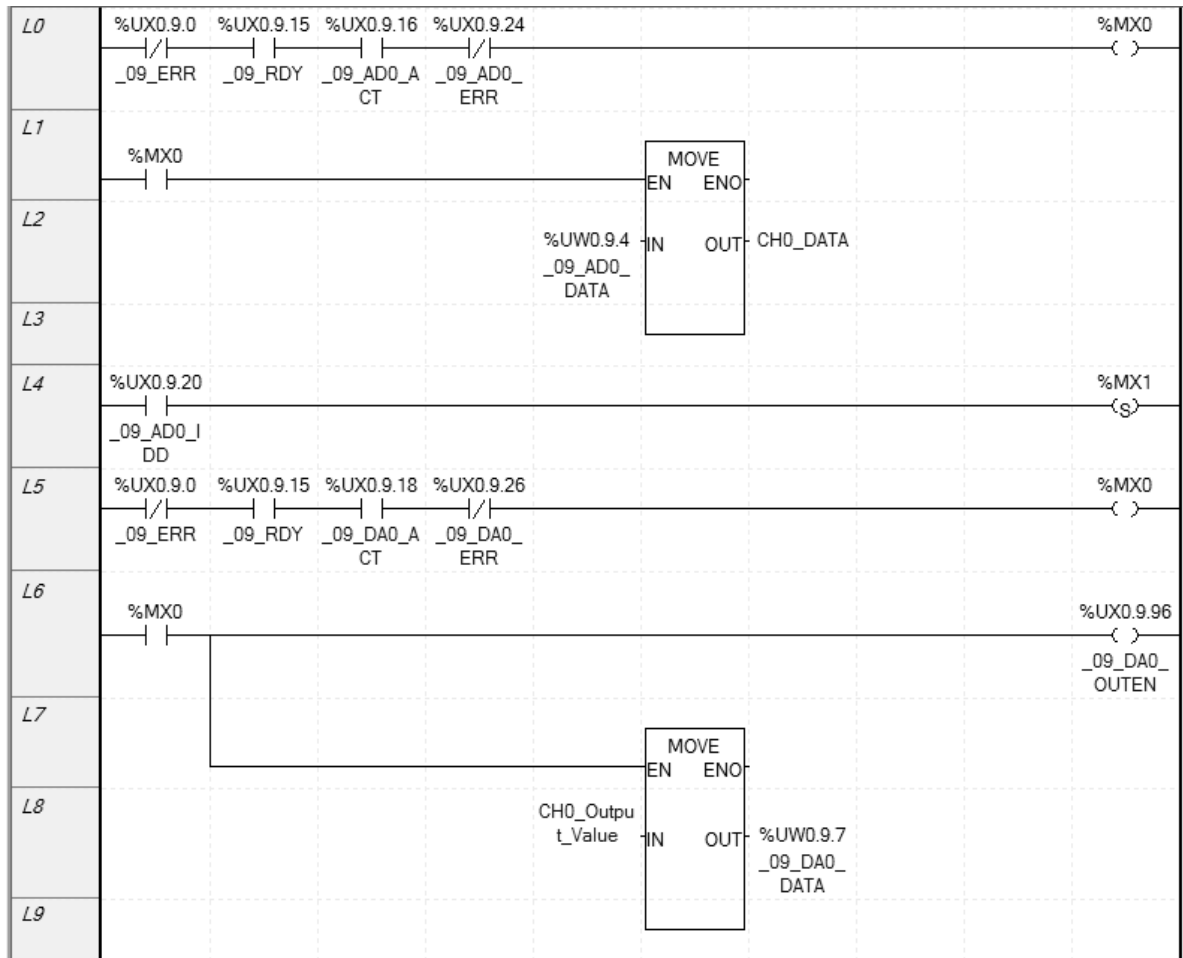 L0
%UX0.9.0 %UX0.9.15 %UX0.9.16 %UX0.9.24 %MX0
_09_ERR _09_RDY _09_AD0_A _09_AD0_
CT ERR
L1
%MX0
MOVE
EN ENO
L2
%UW0.9.4 IN OUT CH0_DATA
_09_AD0_
DATA
L3
L4
%UX0.9.20 %MX1
S
_09_AD0_I
DD
L5
%UX0.9.0 %UX0.9.15 %UX0.9.18 %UX0.9.26 %MX0
_09_ERR _09_RDY _09_DA0_A _09_DA0_
CT ERR
L6
%MX0 %UX0.9.96
_09_DA0_
OUTEN
L7
MOVE
EN ENO
L8
CH0_Outpu
t_Value IN OUT %UW0.9.7
_09_DA0_
DATA
L9